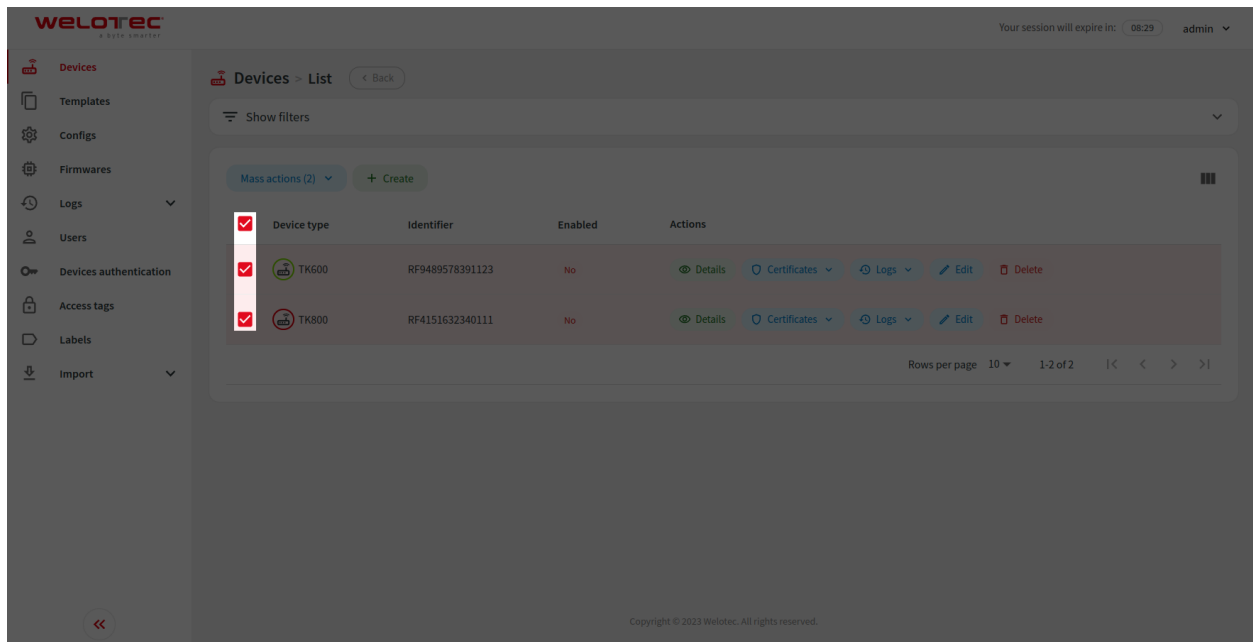 welotec
a byte smarter
Your session will expire in: 08:29 admin
Devices
Templates
Configs
Firmwares
Logs
Users
Devices authentication
Access tags
Labels
Import
Devices > List < Back
Show filters
Mass actions (2) + Create
Device type Identifier Enabled Actions
TK600 RF9489578391123 No Details Certificates Logs Edit Delete
TK800 RF4151632340111 No Details Certificates Logs Edit Delete
Rows per page 10 1-2 of 2
Copyright © 2023 Welotec. All rights reserved.